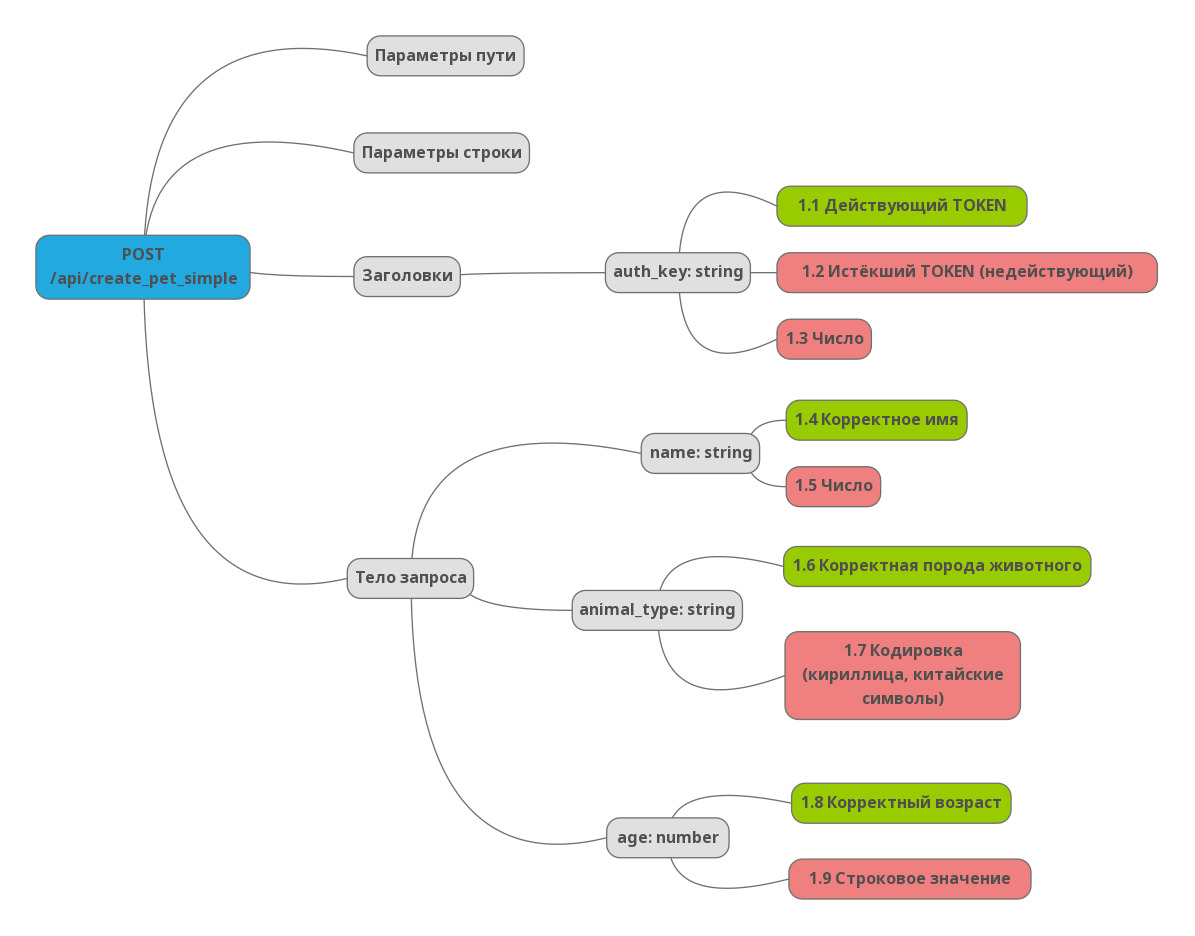 POST
/api/create_pet_simple
Параметры пути
Параметры строки
Заголовки
auth_key: string
1.1 Действующий TOKEN
1.2 Истёкший TOKEN (недействующий)
1.3 Число
Тело запроса
name: string
1.4 Корректное имя
1.5 Число
animal_type: string
1.6 Корректная порода животного
1.7 Кодировка
(кириллица, китайские
символы)
age: number
1.8 Корректный возраст
1.9 Строковое значение